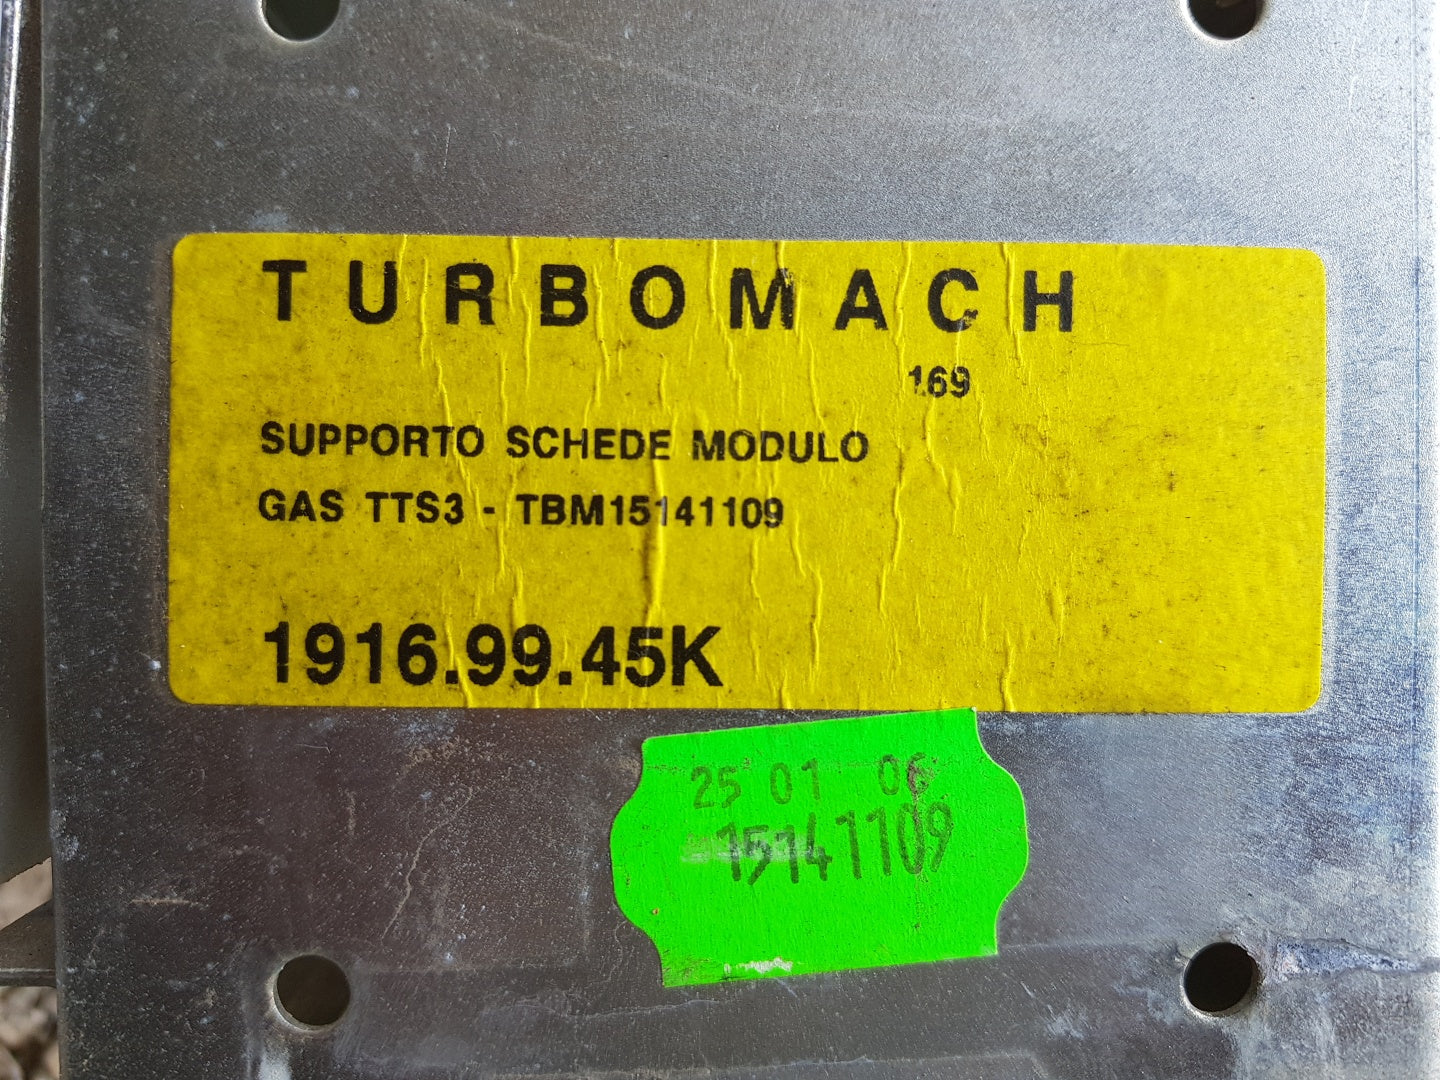 TURBOMACH
169
SUPPORTO SCHEDE MODULO
GAS TTS3 - TBM15141109
1916.99.45K
25 01 06
15141109